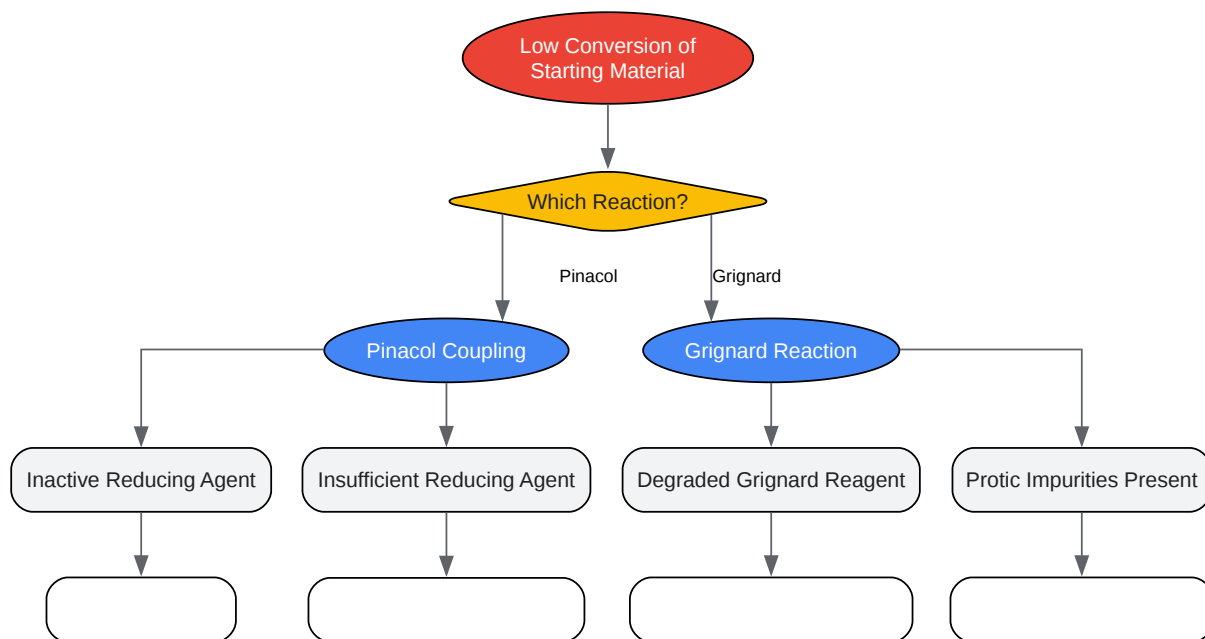 Low Conversion of
Starting Material
Which Reaction?
Pinacol
Grignard
Pinacol Coupling
Grignard Reaction
Inactive Reducing Agent
Insufficient Reducing Agent
Degraded Grignard Reagent
Protic Impurities Present